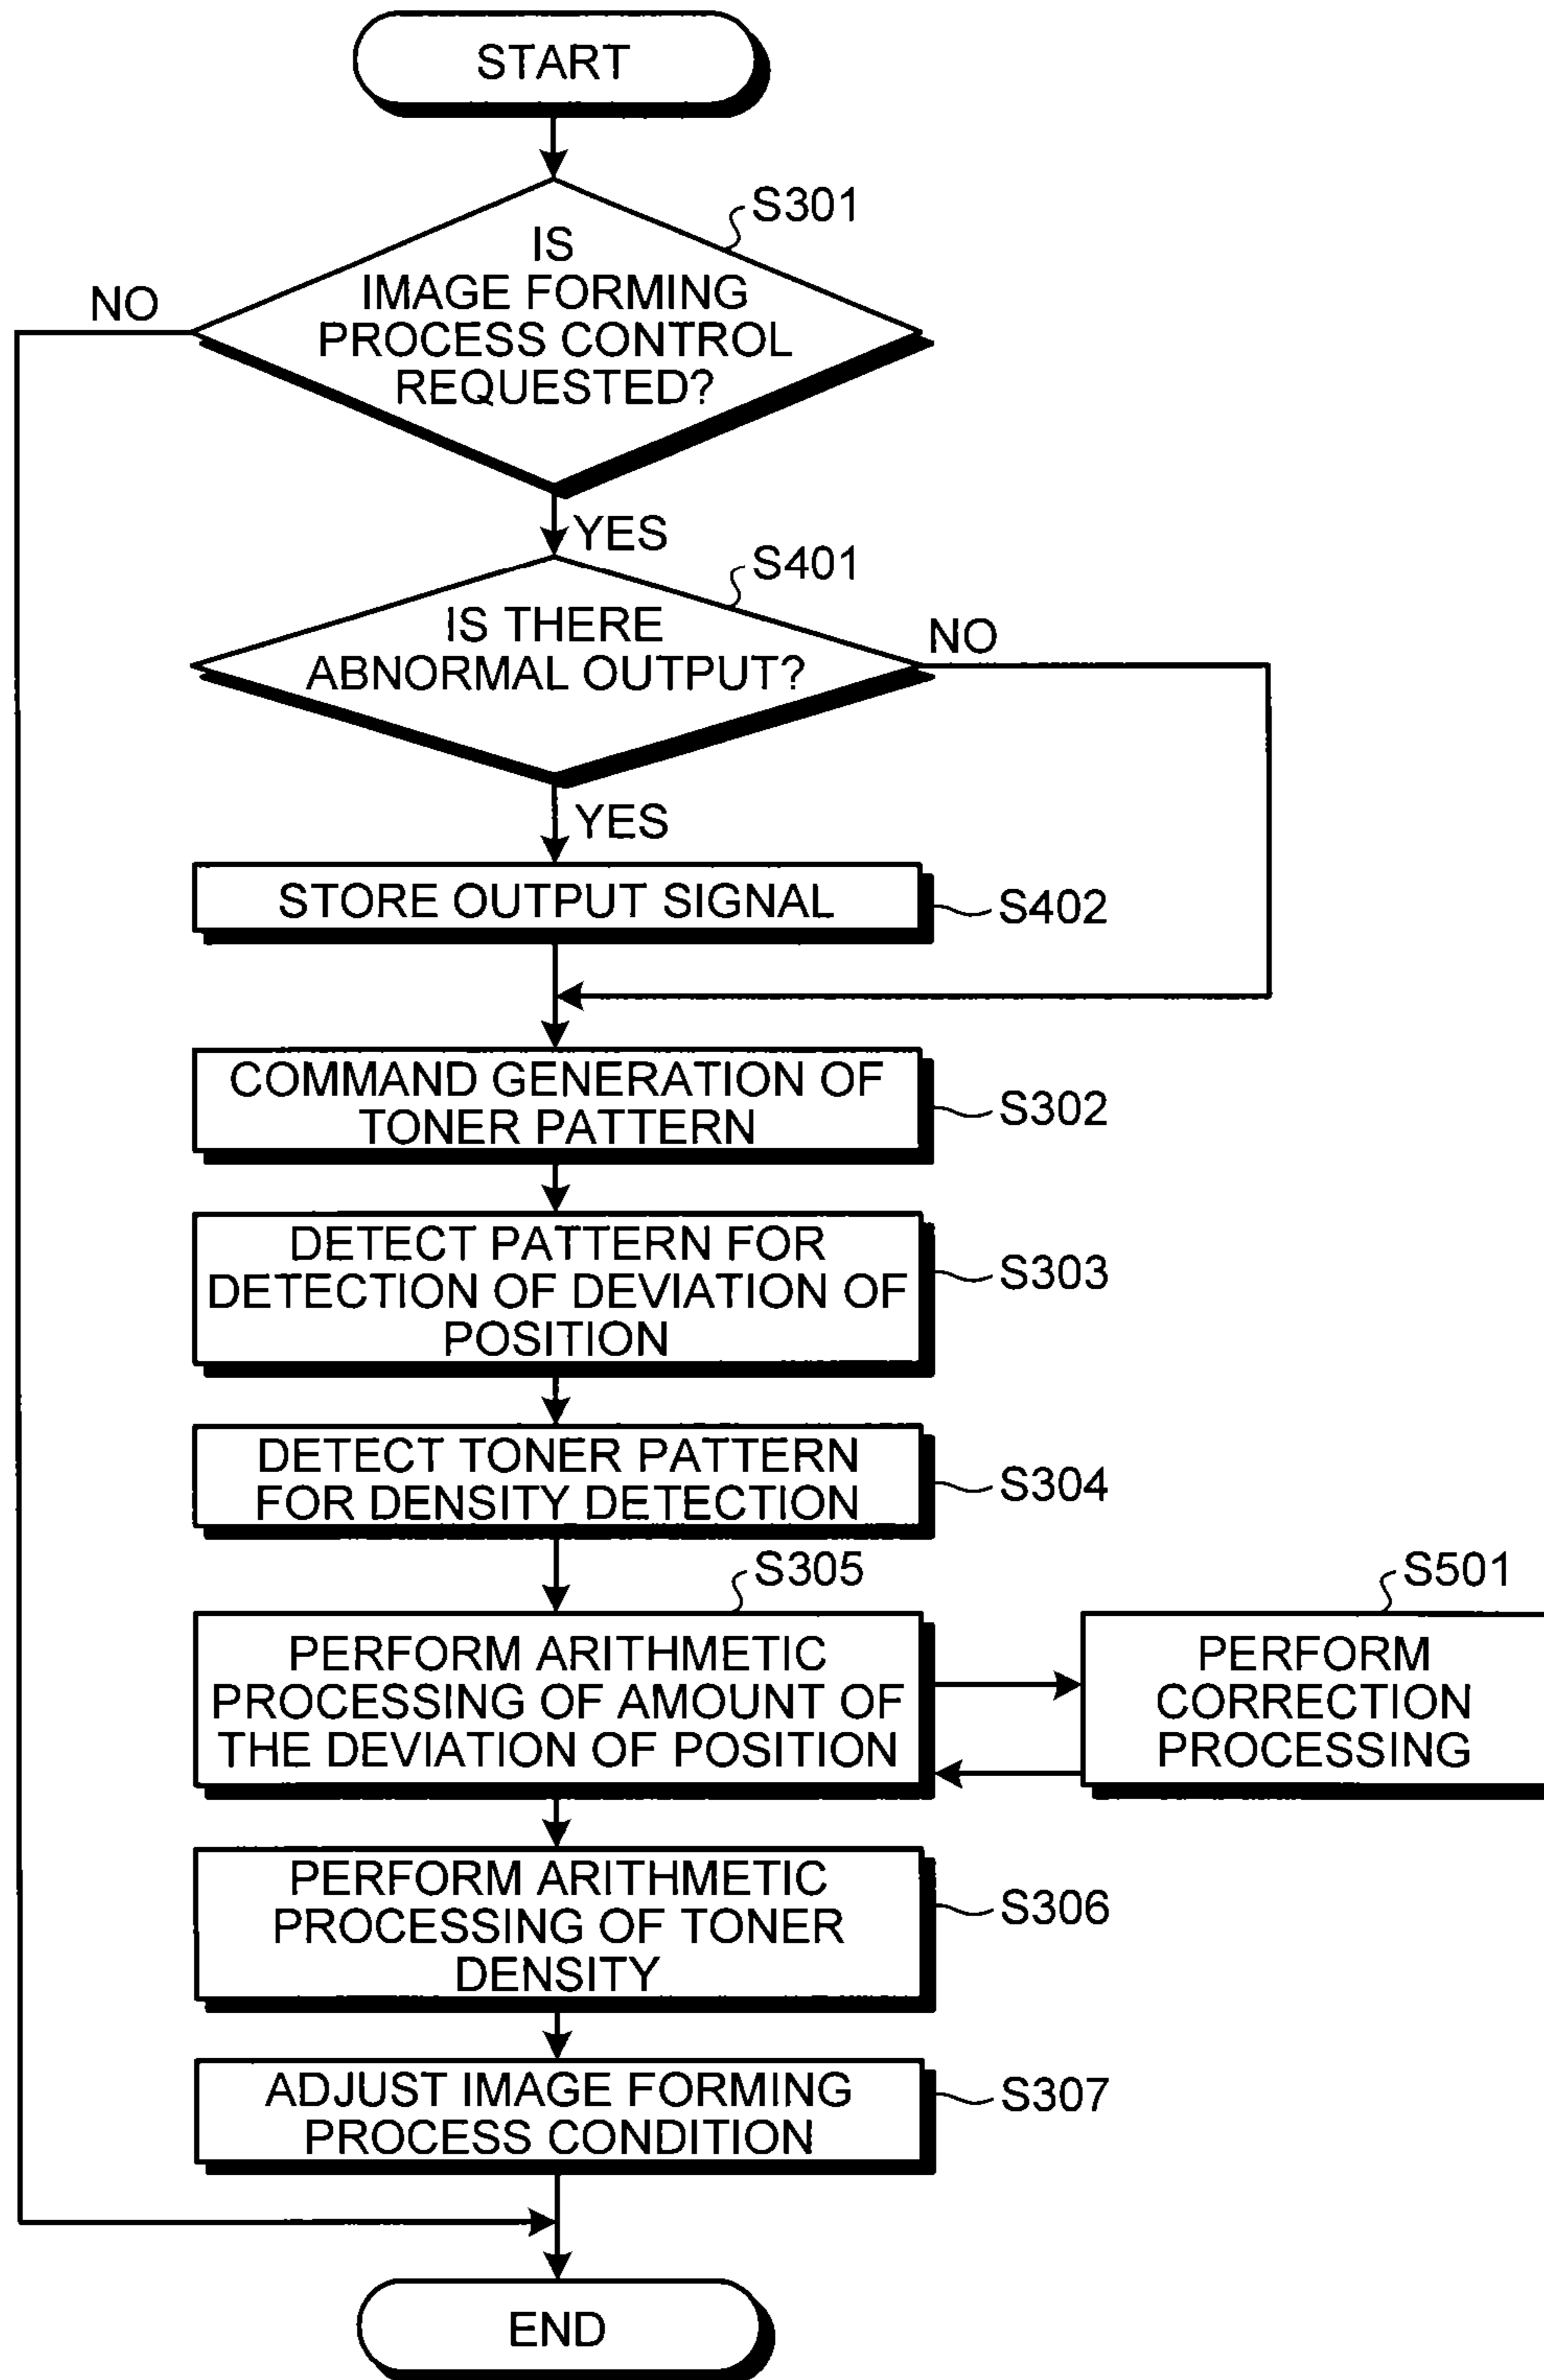 START
S301
IS
IMAGE FORMING
PROCESS CONTROL
REQUESTED?
NO
YES
S401
IS THERE
ABNORMAL OUTPUT?
NO
YES
STORE OUTPUT SIGNAL
S402
COMMAND GENERATION OF
TONER PATTERN
S302
DETECT PATTERN FOR
DETECTION OF DEVIATION OF
POSITION
S303
DETECT TONER PATTERN
FOR DENSITY DETECTION
S304
S305
PERFORM ARITHMETIC
PROCESSING OF AMOUNT OF
THE DEVIATION OF POSITION
S501
PERFORM
CORRECTION
PROCESSING
PERFORM ARITHMETIC
PROCESSING OF TONER
DENSITY
S306
ADJUST IMAGE FORMING
PROCESS CONDITION
S307
END